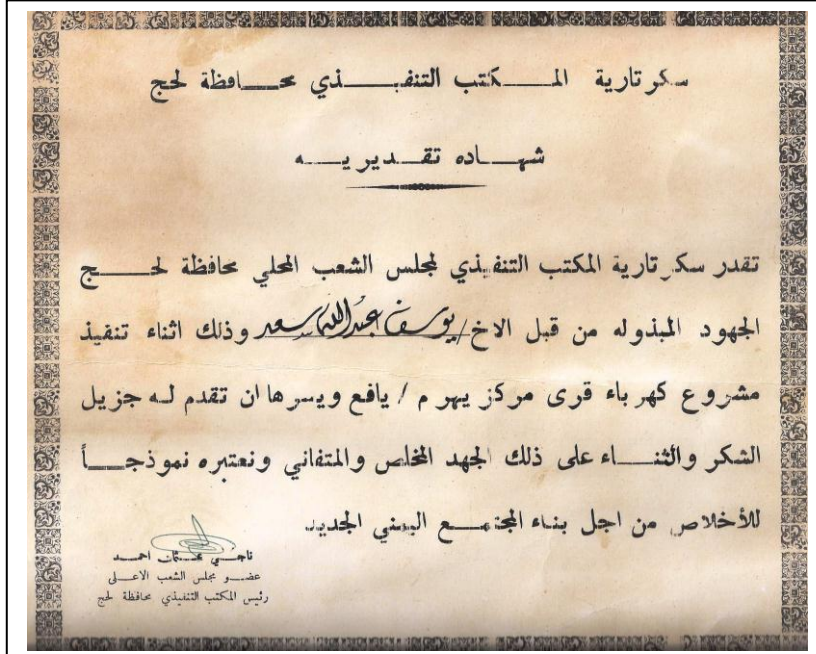 سكرتارية المكتب التنفيذي محافظة لحج
شهاده تقديريه
تقدر سكرتارية المكتب التنفيذي لمجلس الشعب المحلي محافظة لحج
الجهود المبذوله من قبل الاخ / يوسف عبدالله سعد وذلك اثناء تنفيذ
مشروع كهرباء قرى مركز يهر م / يافع ويسرها ان تقدم له جزيل
الشكر والثناء على ذلك الجهد المخلص والمتفاني ونعتبره نموذجاً
للأخلاص من اجل بناء المجتمع اليمني الجديد
ناجي عثمان احمد
عضو مجلس الشعب الاعلى
رئيس المكتب التنفيذي محافظة لحج